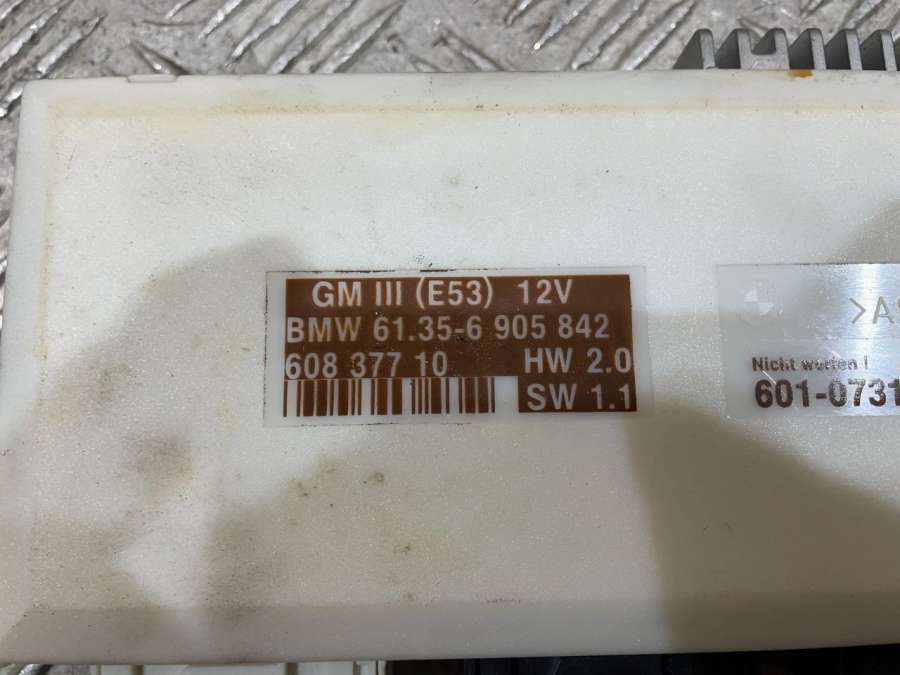 GM III (E53) 12V
BMW 61.35-6 905 842
608 377 10 HW 2.0
SW 1.1
Nicht werfen !
601-0731